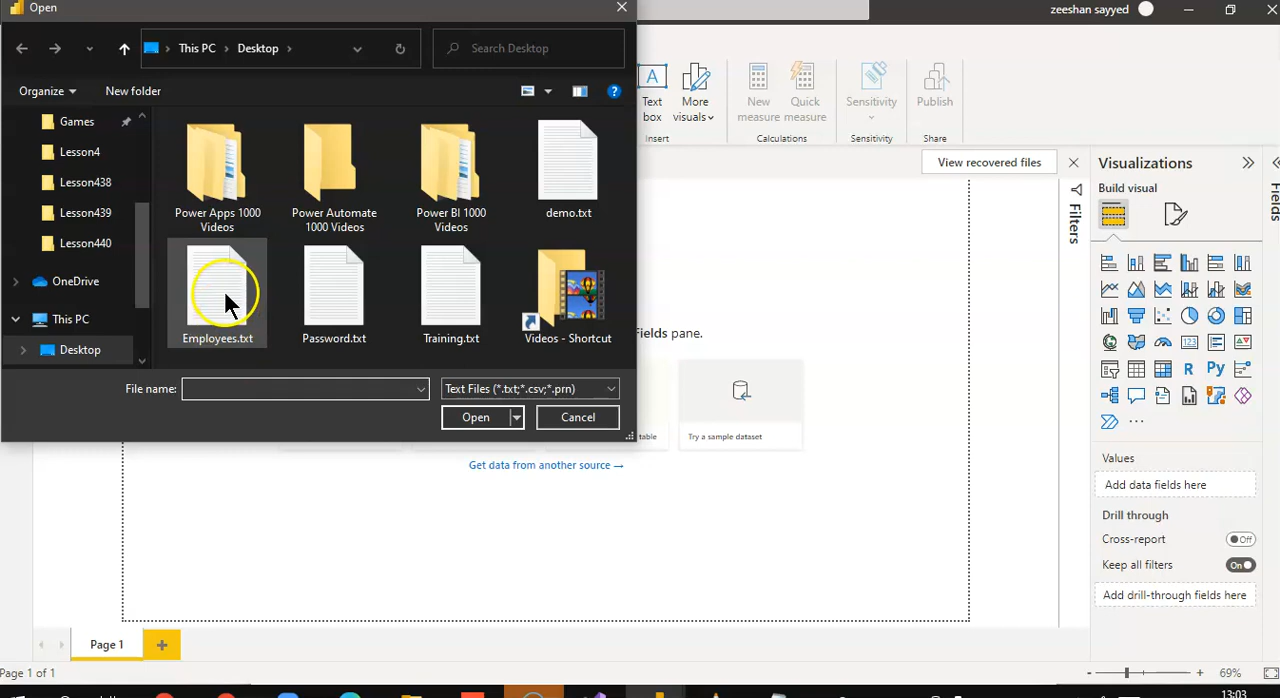 Open
zeeshan sayyed
This PC
Desktop
Search Desktop
Organize
New folder
Games
Lesson4
Lesson438
Lesson439
Lesson440
OneDrive
This PC
Desktop
Power Apps 1000
Videos
Power Automate
1000 Videos
Power BI 1000
Videos
demo.txt
Employees.txt
Password.txt
Training.txt
Videos - Shortcut
File name:
Text Files (*.txt;*.csv;*.prn)
Open
Cancel
A
Text
box
More
visuals
Insert
New
measure
Quick
measure
Calculations
Sensitivity
Sensitivity
Publish
Share
View recovered files
Fields pane.
table
Try a sample dataset
Get data from another source →
Filters
Visualizations
Fields
Build visual
123
R
Py
Values
Add data fields here
Drill through
Cross-report
Off
Keep all filters
On
Add drill-through fields here
Page 1
Page 1 of 1
69%
13:03